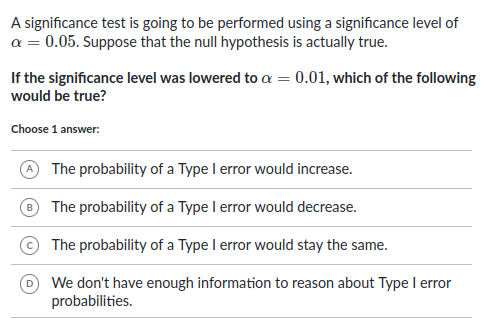 A significance test is going to be performed using a significance level of
α = 0.05. Suppose that the null hypothesis is actually true.
If the significance level was lowered to α = 0.01, which of the following
would be true?
Choose 1 answer:
A The probability of a Type I error would increase.
B The probability of a Type I error would decrease.
C The probability of a Type I error would stay the same.
D We don't have enough information to reason about Type I error
probabilities.